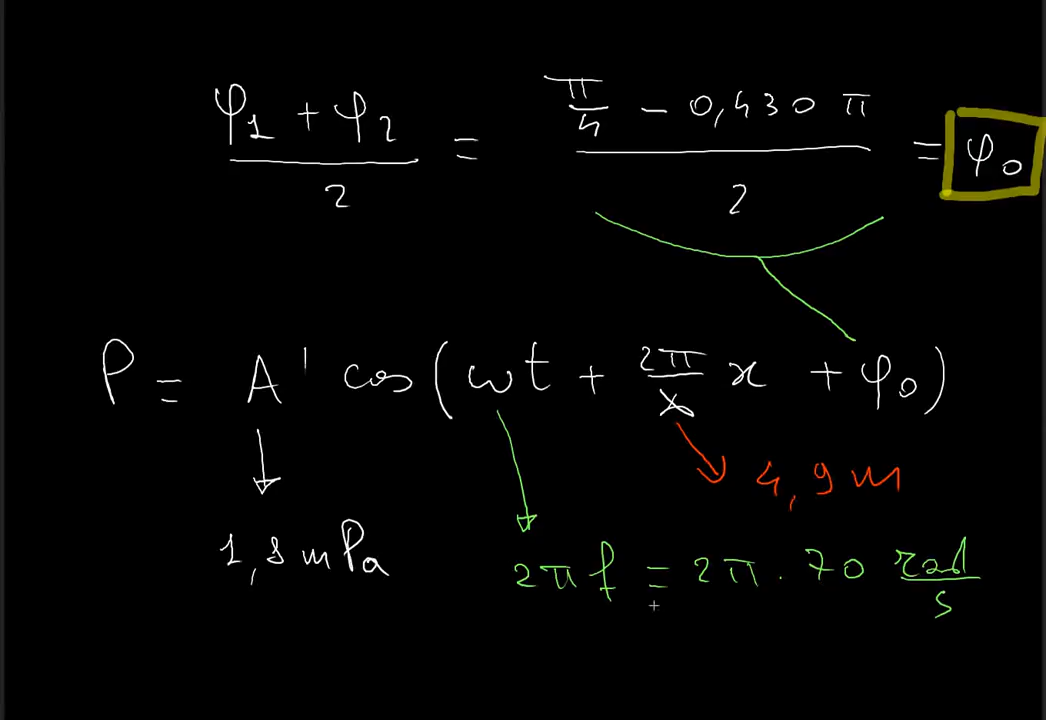 φ1 + φ2 / 2 = (π/4 − 0,430 π) / 2 = φ0
P = A' cos(ωt + 2π/λ x + φ0)
4,9 m
1,8 mPa
2πf = 2π · 70 rad/s